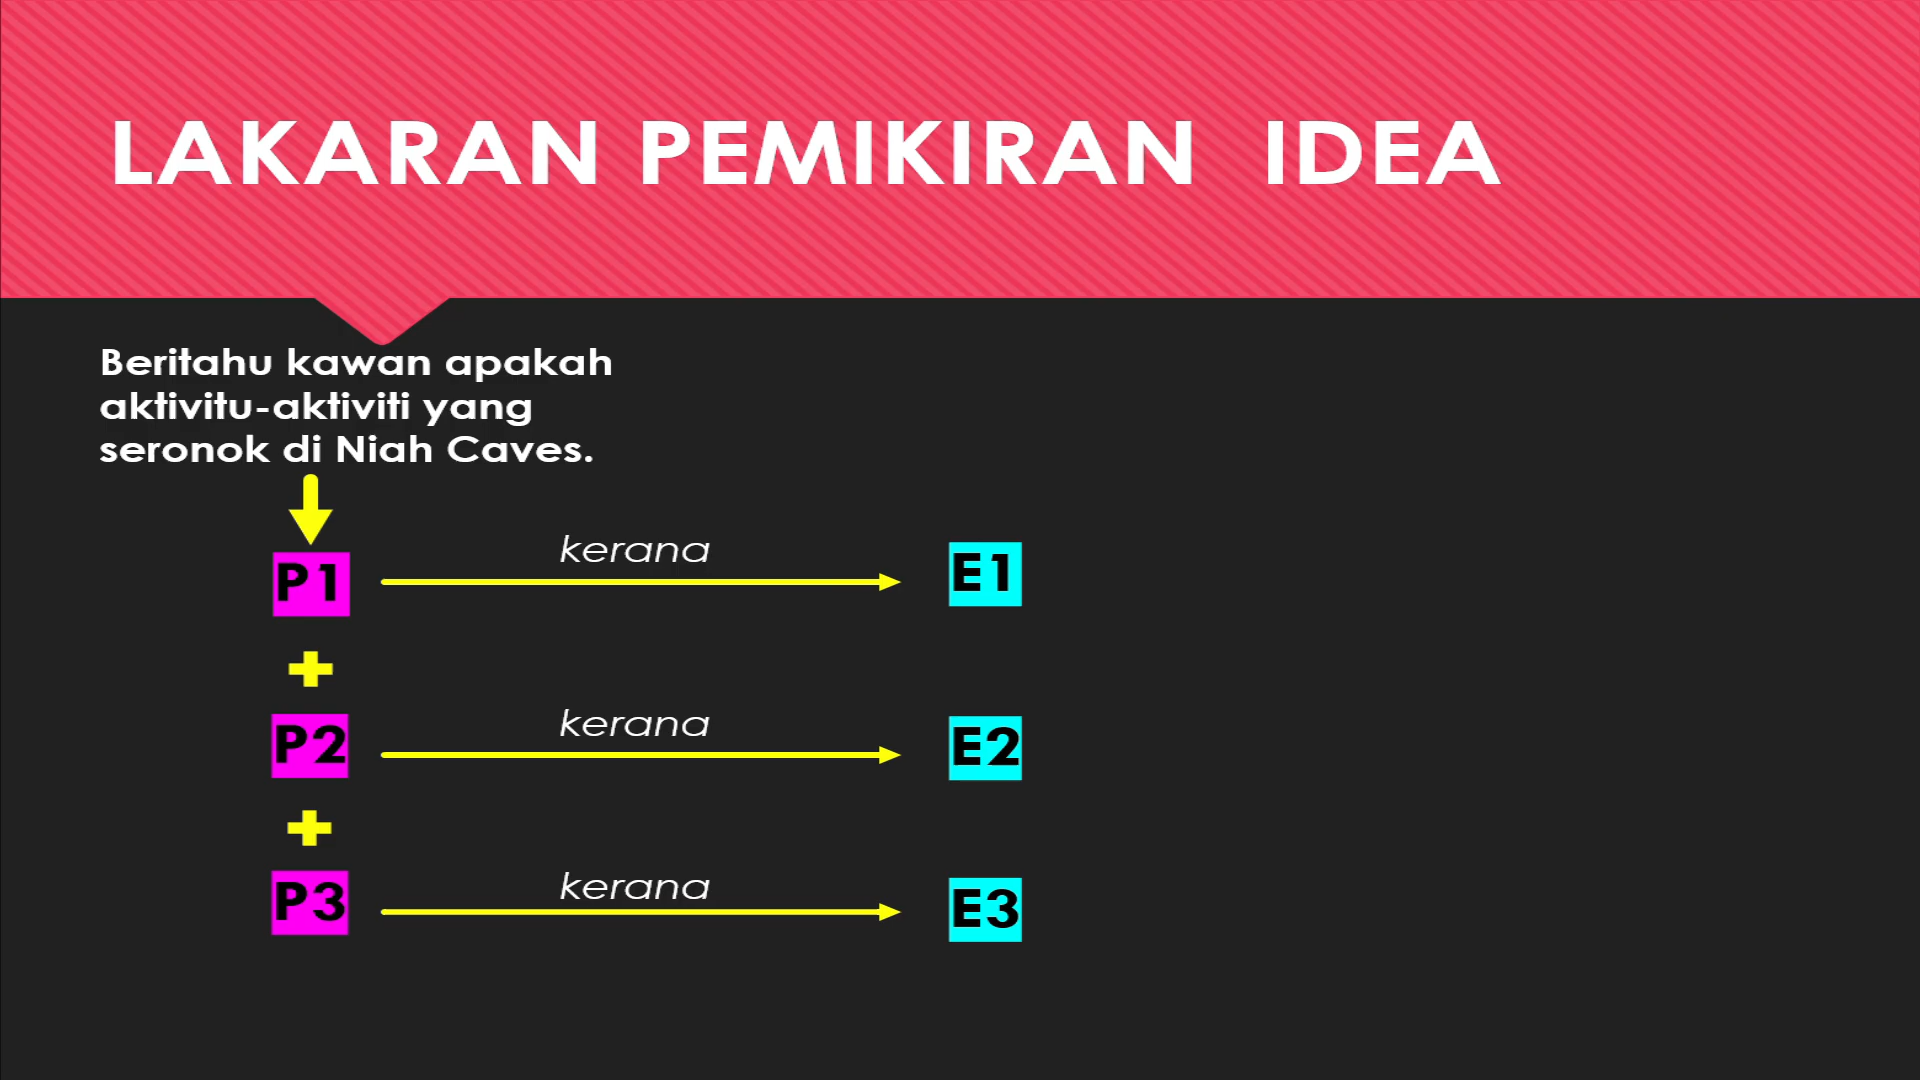 LAKARAN PEMIKIRAN IDEA
Beritahu kawan apakah
aktivitu-aktiviti yang
seronok di Niah Caves.
P1 kerana E1
+
P2 kerana E2
+
P3 kerana E3